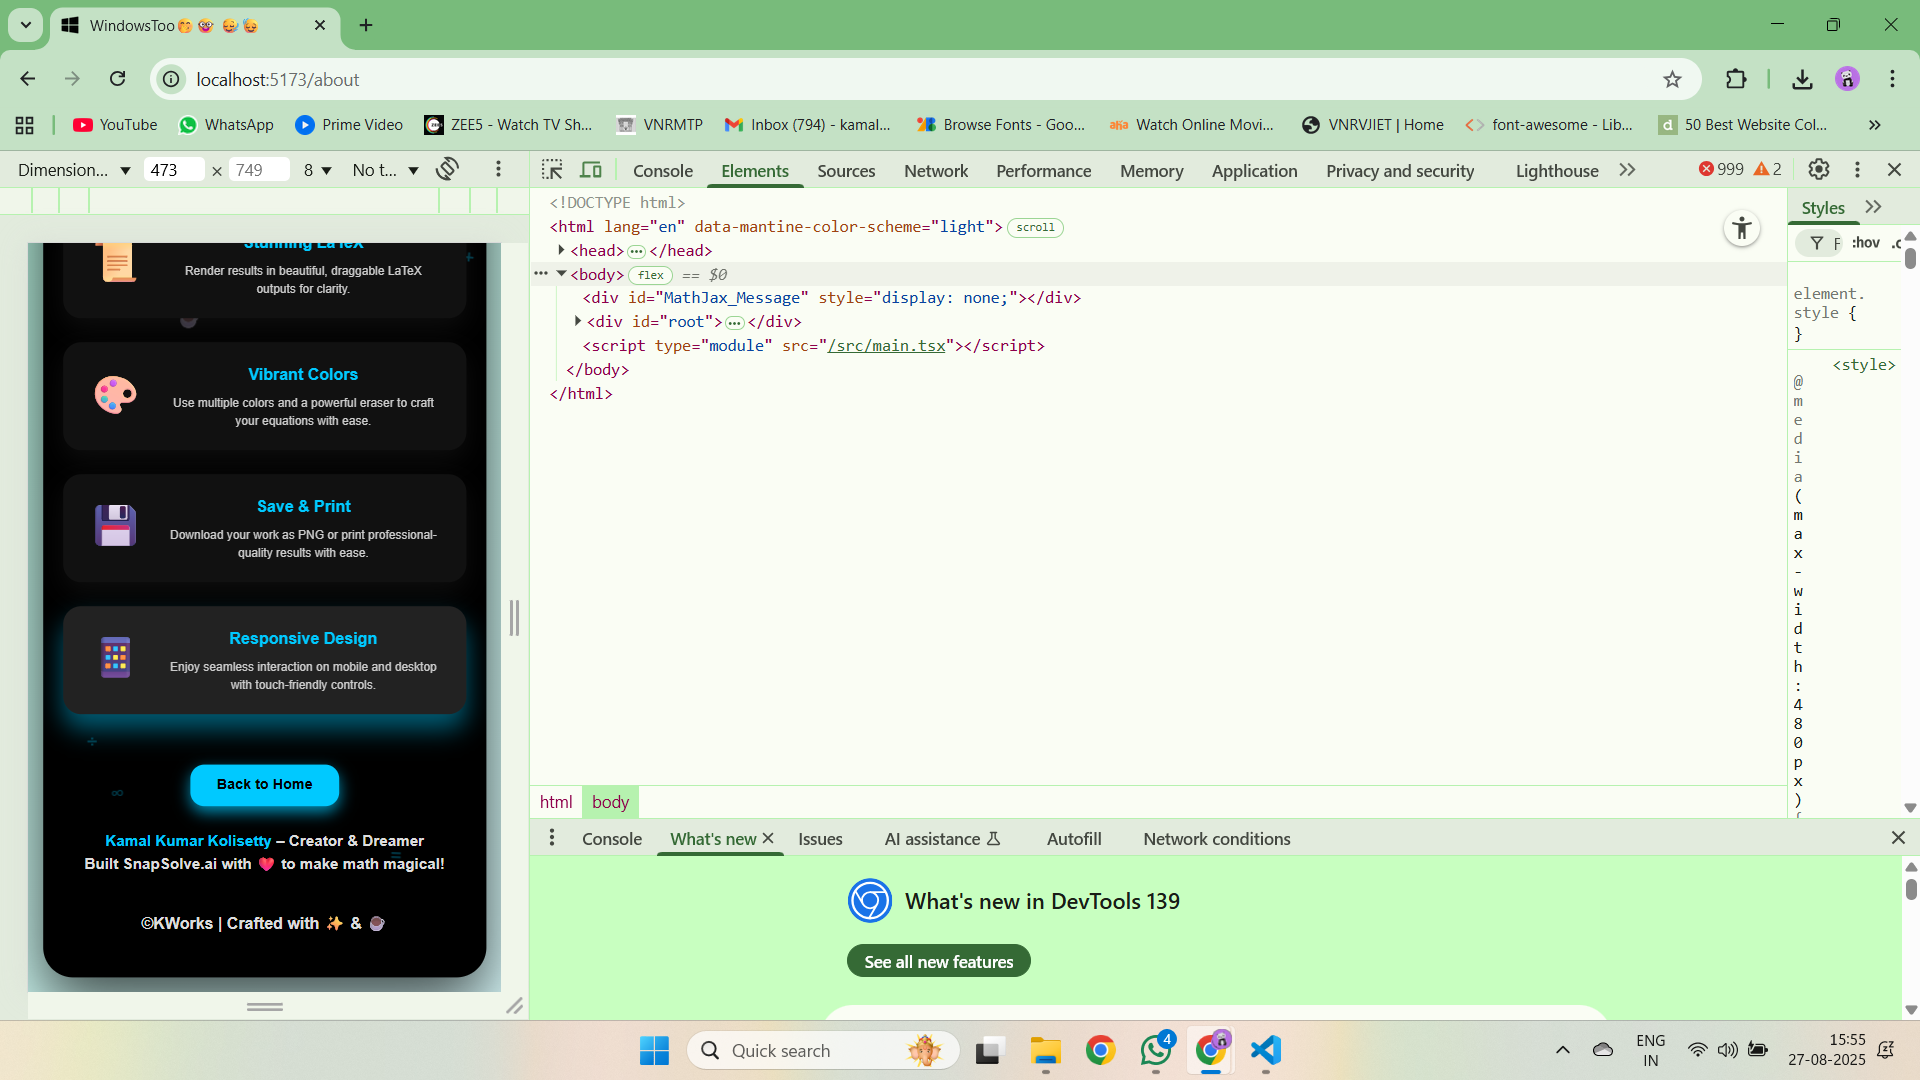 WindowsToo🤭🤓 🥳🥳
localhost:5173/about
YouTube
WhatsApp
Prime Video
ZEE5 - Watch TV Sh...
VNRMTP
Inbox (794) - kamal...
Browse Fonts - Goo...
aha Watch Online Movi...
VNRVJIET | Home
font-awesome - Lib...
d 50 Best Website Col...
Dimension... 473 × 749 8 No t...
Console Elements Sources Network Performance Memory Application Privacy and security Lighthouse 999 2
<!DOCTYPE html>
<html lang="en" data-mantine-color-scheme="light"> scroll
<head> ··· </head>
··· <body> flex == $0
<div id="MathJax_Message" style="display: none;"></div>
<div id="root"> ··· </div>
<script type="module" src="/src/main.tsx"></script>
</body>
</html>
html body
Styles
F :hov .c
element.
style {
}
<style>
@
m
e
d
i
a
(
m
a
x
-
w
i
d
t
h
:
4
8
0
p
x
)
{
Stunning LaTeX
Render results in beautiful, draggable LaTeX
outputs for clarity.
Vibrant Colors
Use multiple colors and a powerful eraser to craft
your equations with ease.
Save & Print
Download your work as PNG or print professional-
quality results with ease.
Responsive Design
Enjoy seamless interaction on mobile and desktop
with touch-friendly controls.
+
∞
Back to Home
Kamal Kumar Kolisetty – Creator & Dreamer
Built SnapSolve.ai with ❤️ to make math magical!
©KWorks | Crafted with ✨ & ☕
Console What's new Issues AI assistance Autofill Network conditions
What's new in DevTools 139
See all new features
Quick search
4
ENG
IN
15:55
27-08-2025